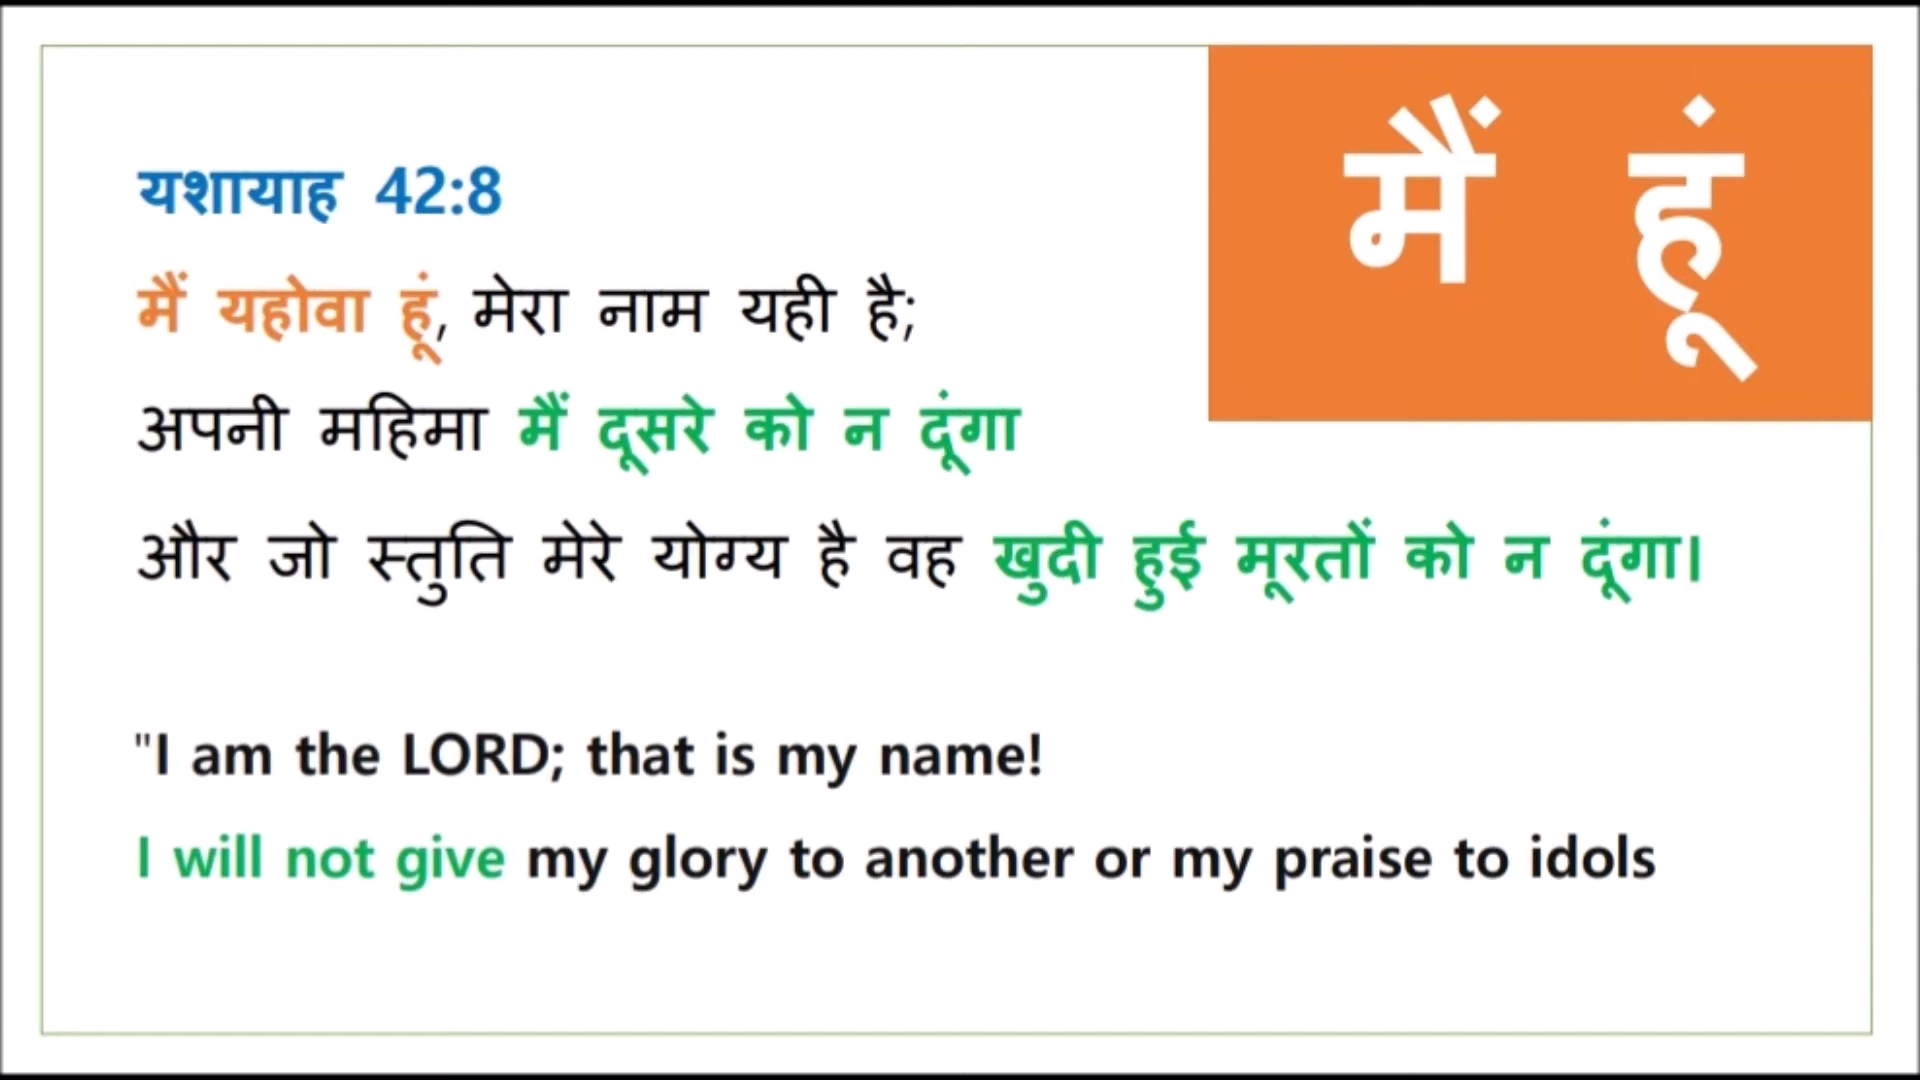 मैं हूं
यशायाह 42:8
मैं यहोवा हूं, मेरा नाम यही है;
अपनी महिमा मैं दूसरे को न दूंगा
और जो स्तुति मेरे योग्य है वह खुदी हुई मूरतों को न दूंगा।
"I am the LORD; that is my name!
I will not give my glory to another or my praise to idols